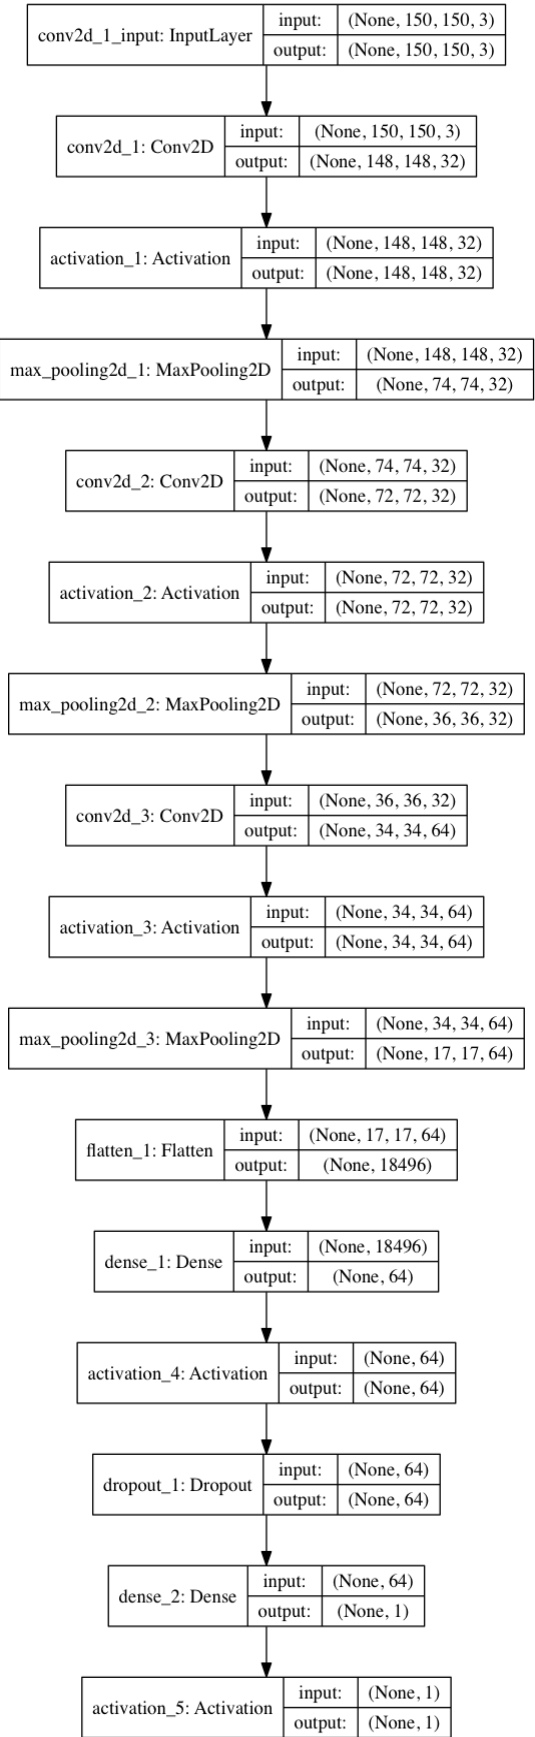 conv2d_1_input: InputLayer
input: (None, 150, 150, 3)
output: (None, 150, 150, 3)
conv2d_1: Conv2D
input: (None, 150, 150, 3)
output: (None, 148, 148, 32)
activation_1: Activation
input: (None, 148, 148, 32)
output: (None, 148, 148, 32)
max_pooling2d_1: MaxPooling2D
input: (None, 148, 148, 32)
output: (None, 74, 74, 32)
conv2d_2: Conv2D
input: (None, 74, 74, 32)
output: (None, 72, 72, 32)
activation_2: Activation
input: (None, 72, 72, 32)
output: (None, 72, 72, 32)
max_pooling2d_2: MaxPooling2D
input: (None, 72, 72, 32)
output: (None, 36, 36, 32)
conv2d_3: Conv2D
input: (None, 36, 36, 32)
output: (None, 34, 34, 64)
activation_3: Activation
input: (None, 34, 34, 64)
output: (None, 34, 34, 64)
max_pooling2d_3: MaxPooling2D
input: (None, 34, 34, 64)
output: (None, 17, 17, 64)
flatten_1: Flatten
input: (None, 17, 17, 64)
output: (None, 18496)
dense_1: Dense
input: (None, 18496)
output: (None, 64)
activation_4: Activation
input: (None, 64)
output: (None, 64)
dropout_1: Dropout
input: (None, 64)
output: (None, 64)
dense_2: Dense
input: (None, 64)
output: (None, 1)
activation_5: Activation
input: (None, 1)
output: (None, 1)